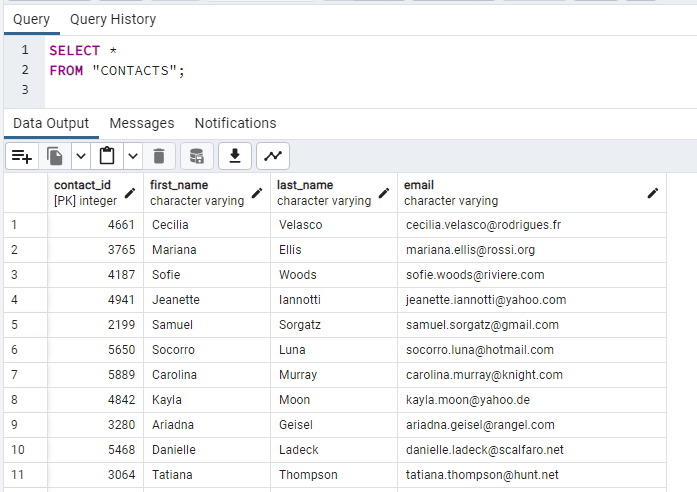 Query Query History
1 SELECT *
2 FROM "CONTACTS";
3
Data Output Messages Notifications
contact_id first_name last_name email
[PK] integer character varying character varying character varying
1 4661 Cecilia Velasco cecilia.velasco@rodrigues.fr
2 3765 Mariana Ellis mariana.ellis@rossi.org
3 4187 Sofie Woods sofie.woods@riviere.com
4 4941 Jeanette Iannotti jeanette.iannotti@yahoo.com
5 2199 Samuel Sorgatz samuel.sorgatz@gmail.com
6 5650 Socorro Luna socorro.luna@hotmail.com
7 5889 Carolina Murray carolina.murray@knight.com
8 4842 Kayla Moon kayla.moon@yahoo.de
9 3280 Ariadna Geisel ariadna.geisel@rangel.com
10 5468 Danielle Ladeck danielle.ladeck@scalfaro.net
11 3064 Tatiana Thompson tatiana.thompson@hunt.net